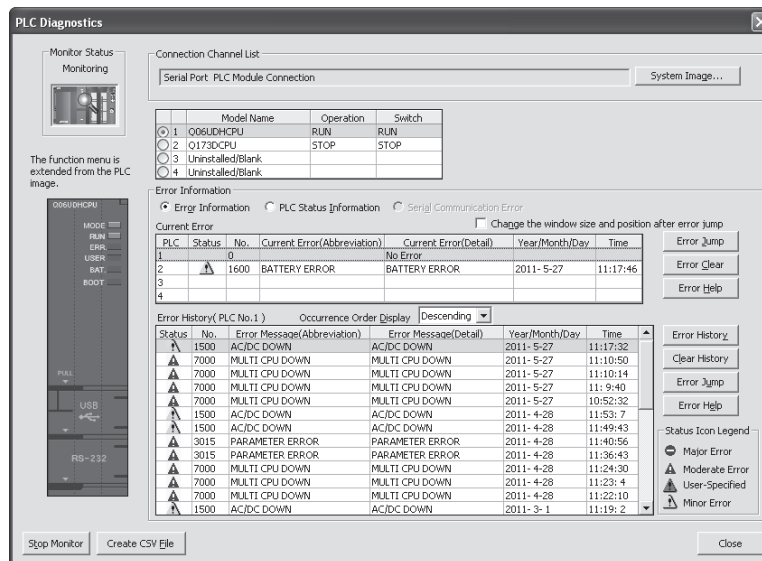 PLC Diagnostics
Monitor Status
Monitoring
The function menu is
extended from the PLC
image.
Q06UDHCPU
MODE
RUN
ERR.
USER
BAT.
BOOT
PULL
USB
RS-232
Connection Channel List
Serial Port PLC Module Connection
System Image...
Model Name Operation Switch
1 Q06UDHCPU RUN RUN
2 Q173DCPU STOP STOP
3 Uninstalled/Blank
4 Uninstalled/Blank
Error Information
Error Information PLC Status Information Serial Communication Error
Current Error Change the window size and position after error jump
PLC Status No. Current Error(Abbreviation) Current Error(Detail) Year/Month/Day Time
1 0 No Error
2 1600 BATTERY ERROR BATTERY ERROR 2011- 5-27 11:17:46
3
4
Error Jump
Error Clear
Error Help
Error History( PLC No.1 ) Occurrence Order Display Descending
Status No. Error Message(Abbreviation) Error Message(Detail) Year/Month/Day Time
1500 AC/DC DOWN AC/DC DOWN 2011- 5-27 11:17:32
7000 MULTI CPU DOWN MULTI CPU DOWN 2011- 5-27 11:10:50
7000 MULTI CPU DOWN MULTI CPU DOWN 2011- 5-27 11:10:14
7000 MULTI CPU DOWN MULTI CPU DOWN 2011- 5-27 11: 9:40
7000 MULTI CPU DOWN MULTI CPU DOWN 2011- 5-27 10:52:32
1500 AC/DC DOWN AC/DC DOWN 2011- 4-28 11:53: 7
1500 AC/DC DOWN AC/DC DOWN 2011- 4-28 11:49:43
3015 PARAMETER ERROR PARAMETER ERROR 2011- 4-28 11:40:56
3015 PARAMETER ERROR PARAMETER ERROR 2011- 4-28 11:36:43
7000 MULTI CPU DOWN MULTI CPU DOWN 2011- 4-28 11:24:30
7000 MULTI CPU DOWN MULTI CPU DOWN 2011- 4-28 11:23: 4
7000 MULTI CPU DOWN MULTI CPU DOWN 2011- 4-28 11:22:10
1500 AC/DC DOWN AC/DC DOWN 2011- 3- 1 11:19: 2
Error History
Clear History
Error Jump
Error Help
Status Icon Legend
Major Error
Moderate Error
User-Specified
Minor Error
Stop Monitor
Create CSV File
Close